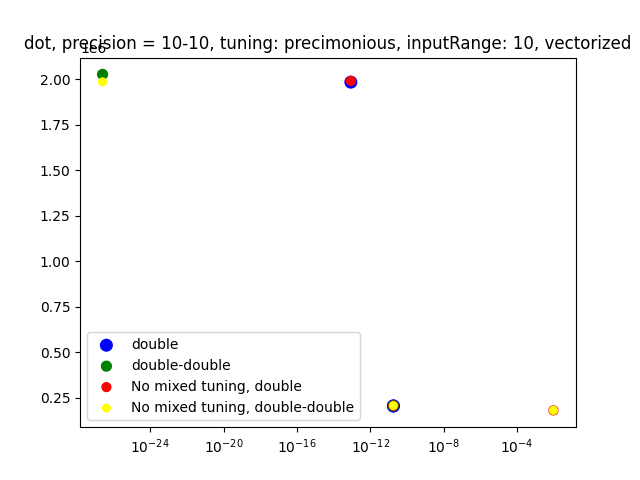 dot, precision = 10-10, tuning: precimonious, inputRange: 10, vectorized
1e6
2.00
1.75
1.50
1.25
1.00
0.75
0.50
0.25
double
double-double
No mixed tuning, double
No mixed tuning, double-double
10⁻²⁴ 10⁻²⁰ 10⁻¹⁶ 10⁻¹² 10⁻⁸ 10⁻⁴